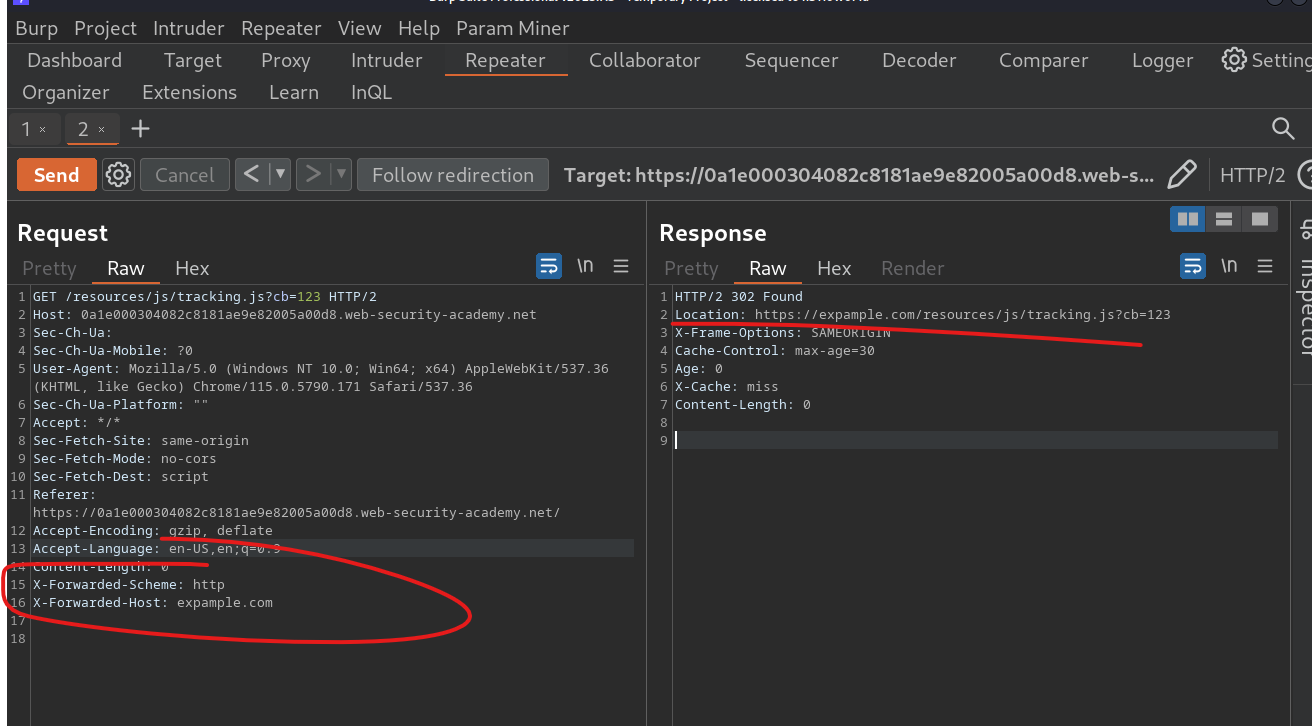 Burp Project Intruder Repeater View Help Param Miner
Dashboard Target Proxy Intruder Repeater Collaborator Sequencer Decoder Comparer Logger Setting
Organizer Extensions Learn InQL
1 × 2 × +
Send Cancel < > Follow redirection Target: https://0a1e000304082c8181ae9e82005a00d8.web-s... HTTP/2
Request
Pretty Raw Hex \n
1 GET /resources/js/tracking.js?cb=123 HTTP/2
2 Host: 0a1e000304082c8181ae9e82005a00d8.web-security-academy.net
3 Sec-Ch-Ua:
4 Sec-Ch-Ua-Mobile: ?0
5 User-Agent: Mozilla/5.0 (Windows NT 10.0; Win64; x64) AppleWebKit/537.36
(KHTML, like Gecko) Chrome/115.0.5790.171 Safari/537.36
6 Sec-Ch-Ua-Platform: ""
7 Accept: */*
8 Sec-Fetch-Site: same-origin
9 Sec-Fetch-Mode: no-cors
10 Sec-Fetch-Dest: script
11 Referer:
https://0a1e000304082c8181ae9e82005a00d8.web-security-academy.net/
12 Accept-Encoding: gzip, deflate
13 Accept-Language: en-US,en;q=0.9
14 Content-Length: 0
15 X-Forwarded-Scheme: http
16 X-Forwarded-Host: expample.com
17
18
Response
Pretty Raw Hex Render \n
1 HTTP/2 302 Found
2 Location: https://expample.com/resources/js/tracking.js?cb=123
3 X-Frame-Options: SAMEORIGIN
4 Cache-Control: max-age=30
5 Age: 0
6 X-Cache: miss
7 Content-Length: 0
8
9
Inspector